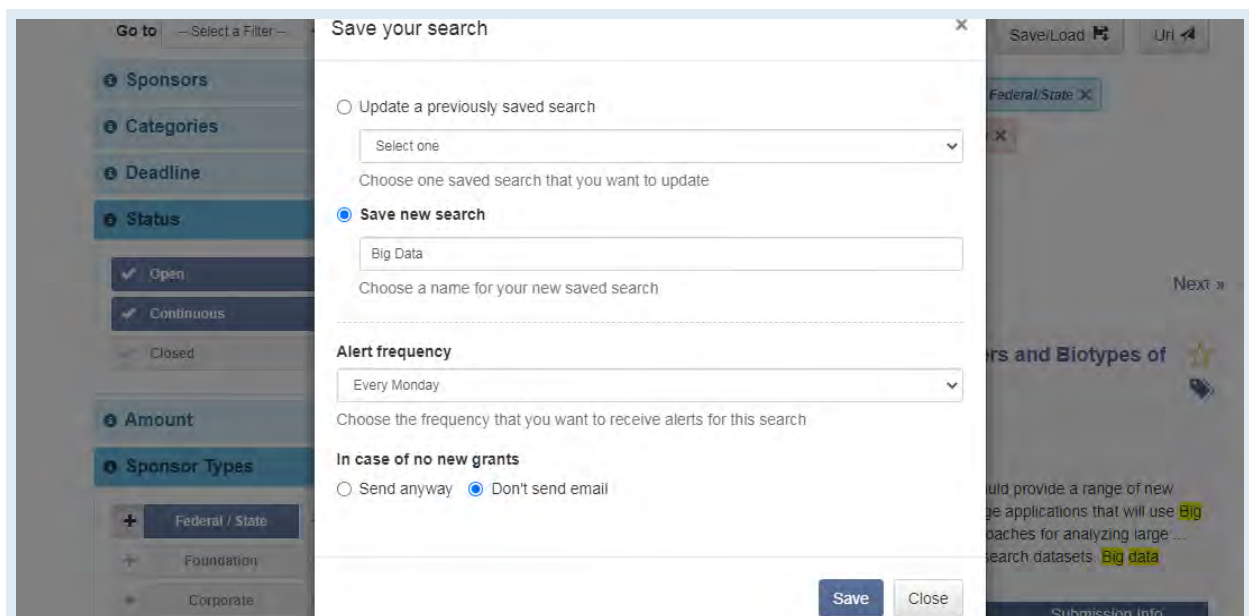 Go to
-- Select a Filter --
Sponsors
Categories
Deadline
Status
Open
Continuous
Closed
Amount
Sponsor Types
Federal / State
Foundation
Corporate
Save your search
×
Update a previously saved search
Select one
Choose one saved search that you want to update
Save new search
Big Data
Choose a name for your new saved search
Alert frequency
Every Monday
Choose the frequency that you want to receive alerts for this search
In case of no new grants
Send anyway
Don't send email
Save
Close
Save/Load
Url
Federal/State ×
×
Next »
rs and Biotypes of
uld provide a range of new
ge applications that will use Big
oaches for analyzing large ...
search datasets. Big data
Submission Info